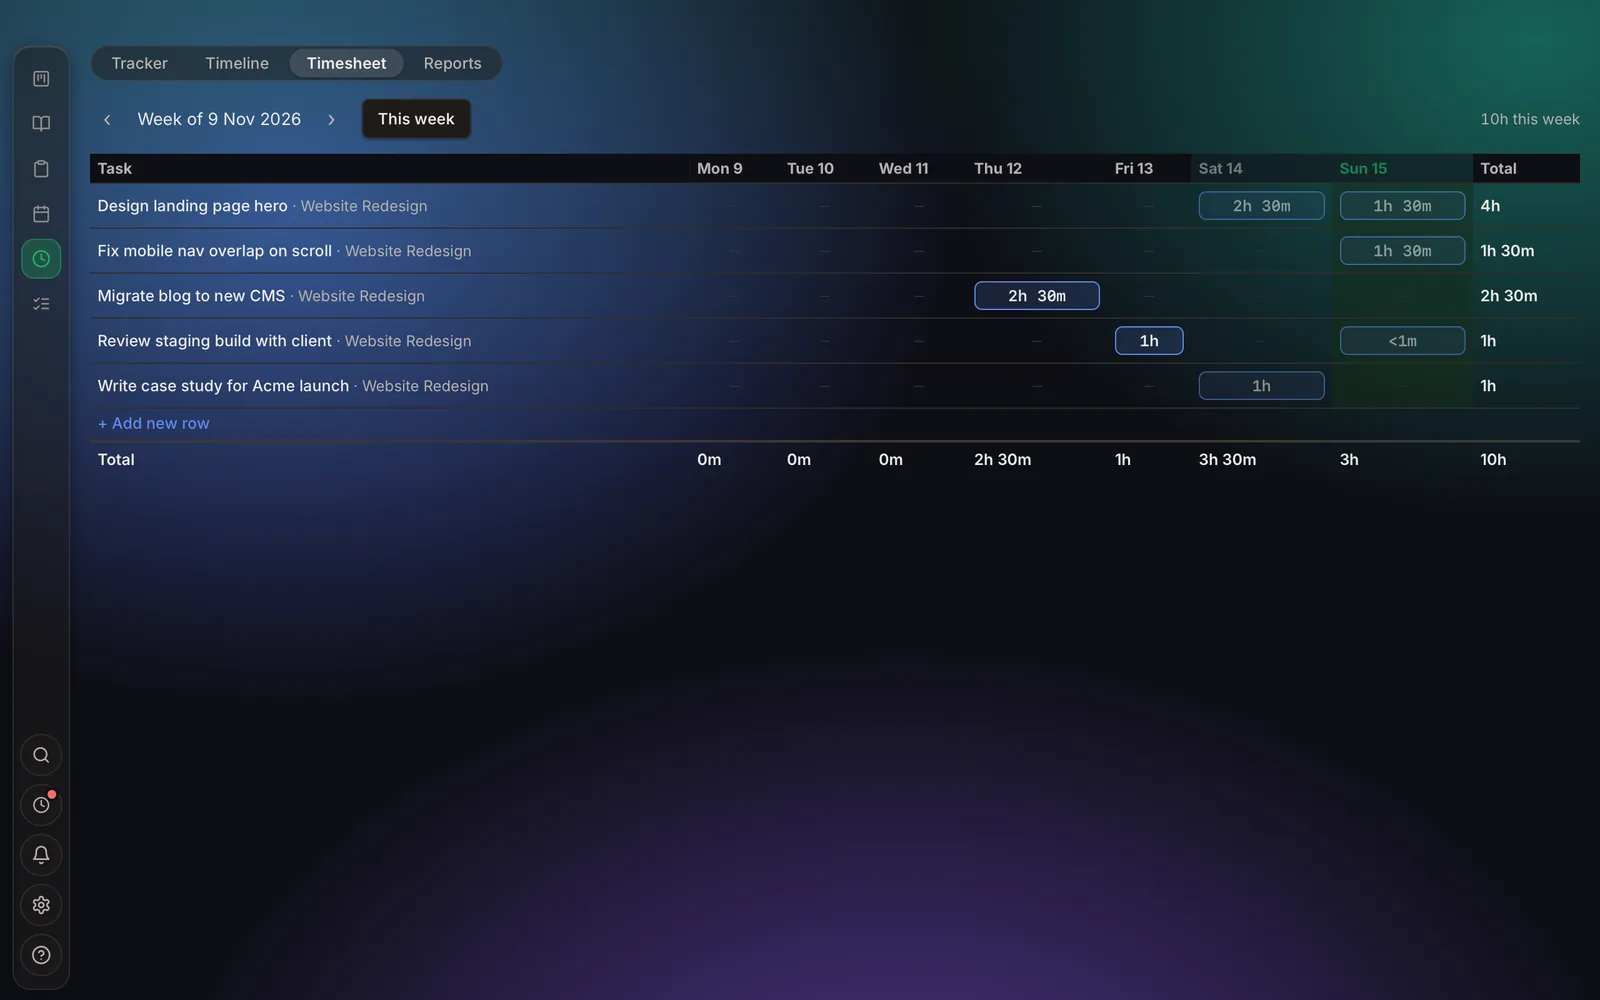 Tracker Timeline Timesheet Reports
Week of 9 Nov 2026 This week 10h this week
Task Mon 9 Tue 10 Wed 11 Thu 12 Fri 13 Sat 14 Sun 15 Total
Design landing page hero · Website Redesign – – – – – 2h 30m 1h 30m 4h
Fix mobile nav overlap on scroll · Website Redesign – – – – – – 1h 30m 1h 30m
Migrate blog to new CMS · Website Redesign – – – 2h 30m – – – 2h 30m
Review staging build with client · Website Redesign – – – – 1h – <1m 1h
Write case study for Acme launch · Website Redesign – – – – – 1h – 1h
+ Add new row
Total 0m 0m 0m 2h 30m 1h 3h 30m 3h 10h